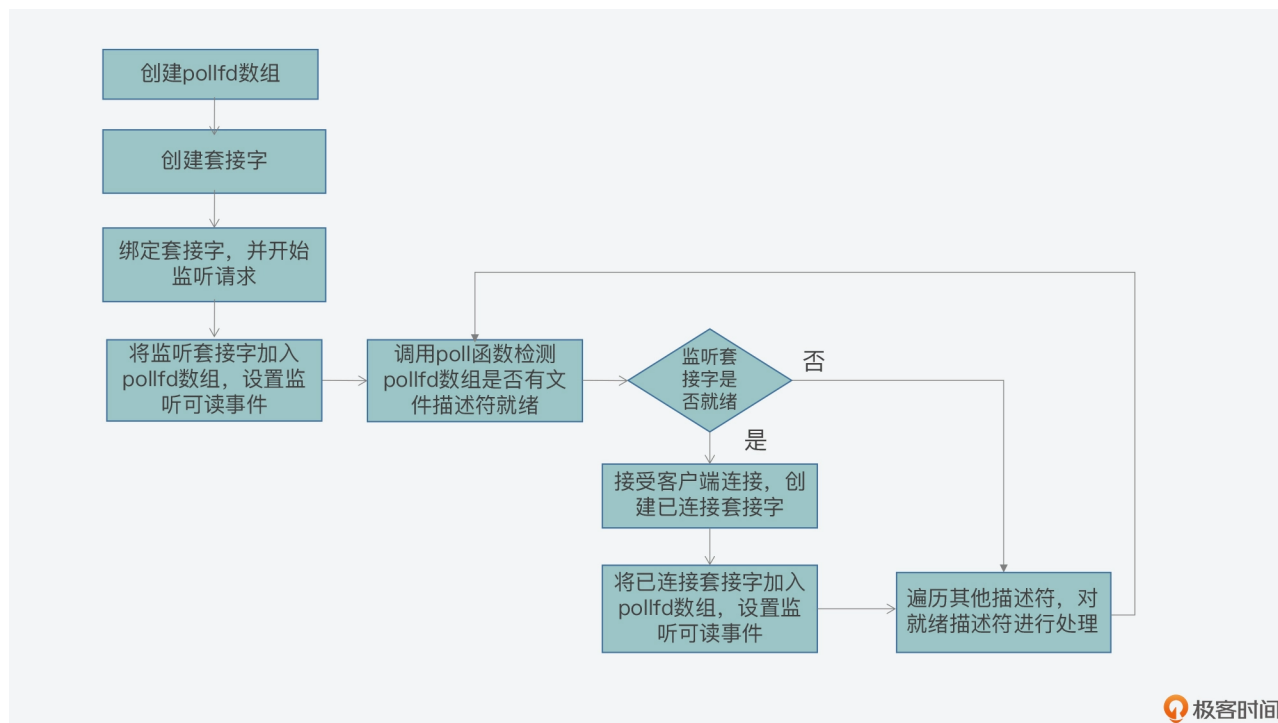 创建pollfd数组
创建套接字
绑定套接字，并开始
监听请求
将监听套接字加入
pollfd数组，设置监
听可读事件
调用poll函数检测
pollfd数组是否有文
件描述符就绪
监听套
接字是
否就绪
否
是
接受客户端连接，创
建已连接套接字
将已连接套接字加入
pollfd数组，设置监
听可读事件
遍历其他描述符，对
就绪描述符进行处理
极客时间